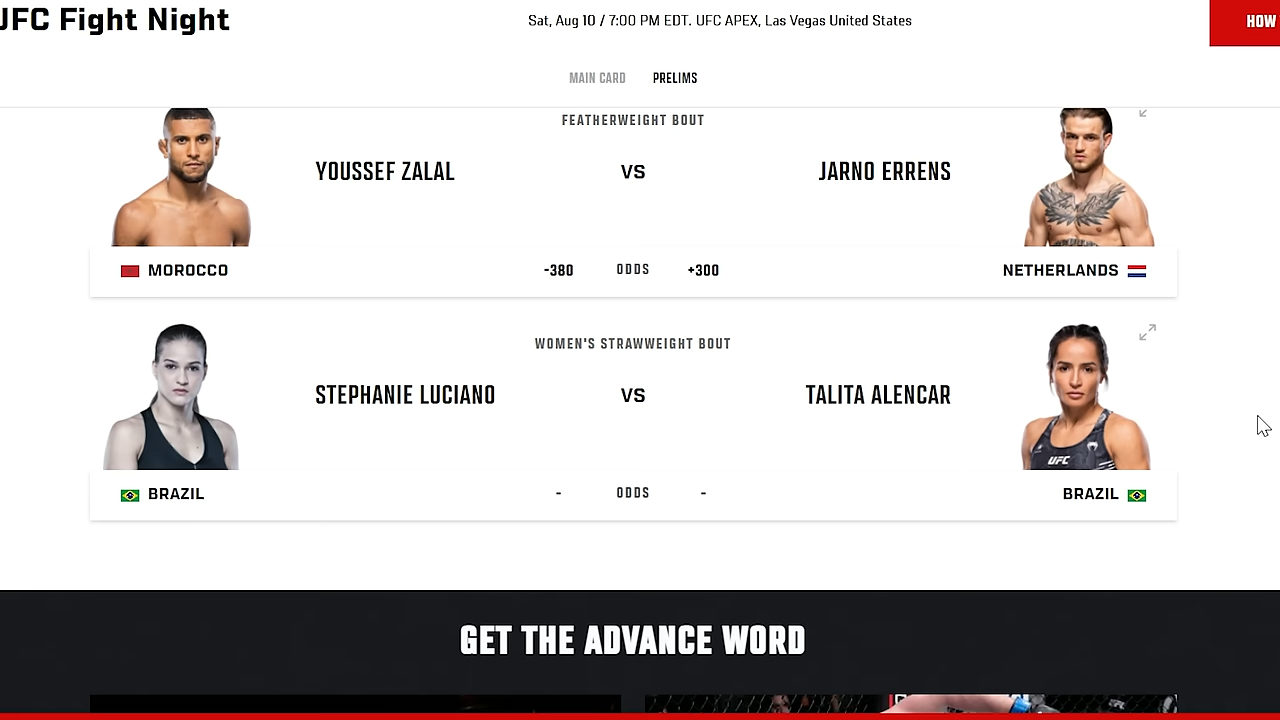 UFC Fight Night
Sat, Aug 10 / 7:00 PM EDT. UFC APEX, Las Vegas United States
HOW
MAIN CARD PRELIMS
FEATHERWEIGHT BOUT
YOUSSEF ZALAL VS JARNO ERRENS
MOROCCO -380 ODDS +300 NETHERLANDS
WOMEN'S STRAWWEIGHT BOUT
STEPHANIE LUCIANO VS TALITA ALENCAR
UFC
BRAZIL - ODDS - BRAZIL
GET THE ADVANCE WORD